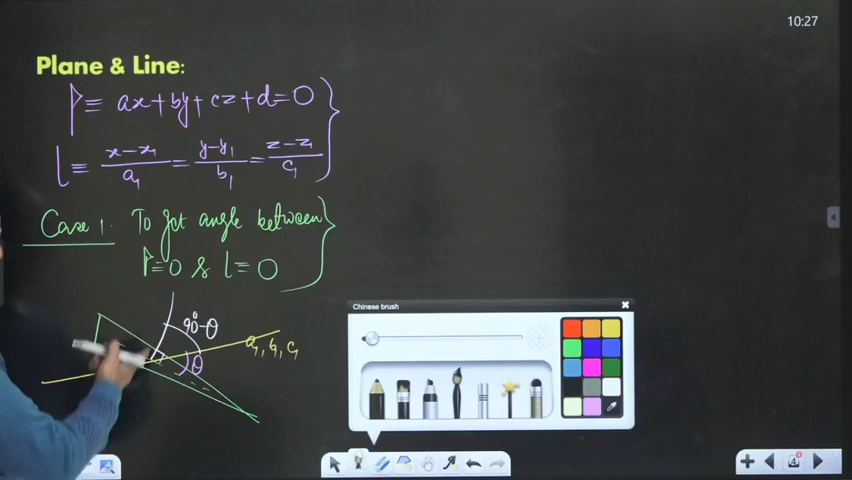 10:27
Plane & Line:
P ≡ ax+by+cz+d=0
l ≡ x-x₁/a₁ = y-y₁/b₁ = z-z₁/c₁
Case 1. To get angle between
P=0 & l=0
90°-θ
a₁, b₁, c₁
θ
Chinese brush
4